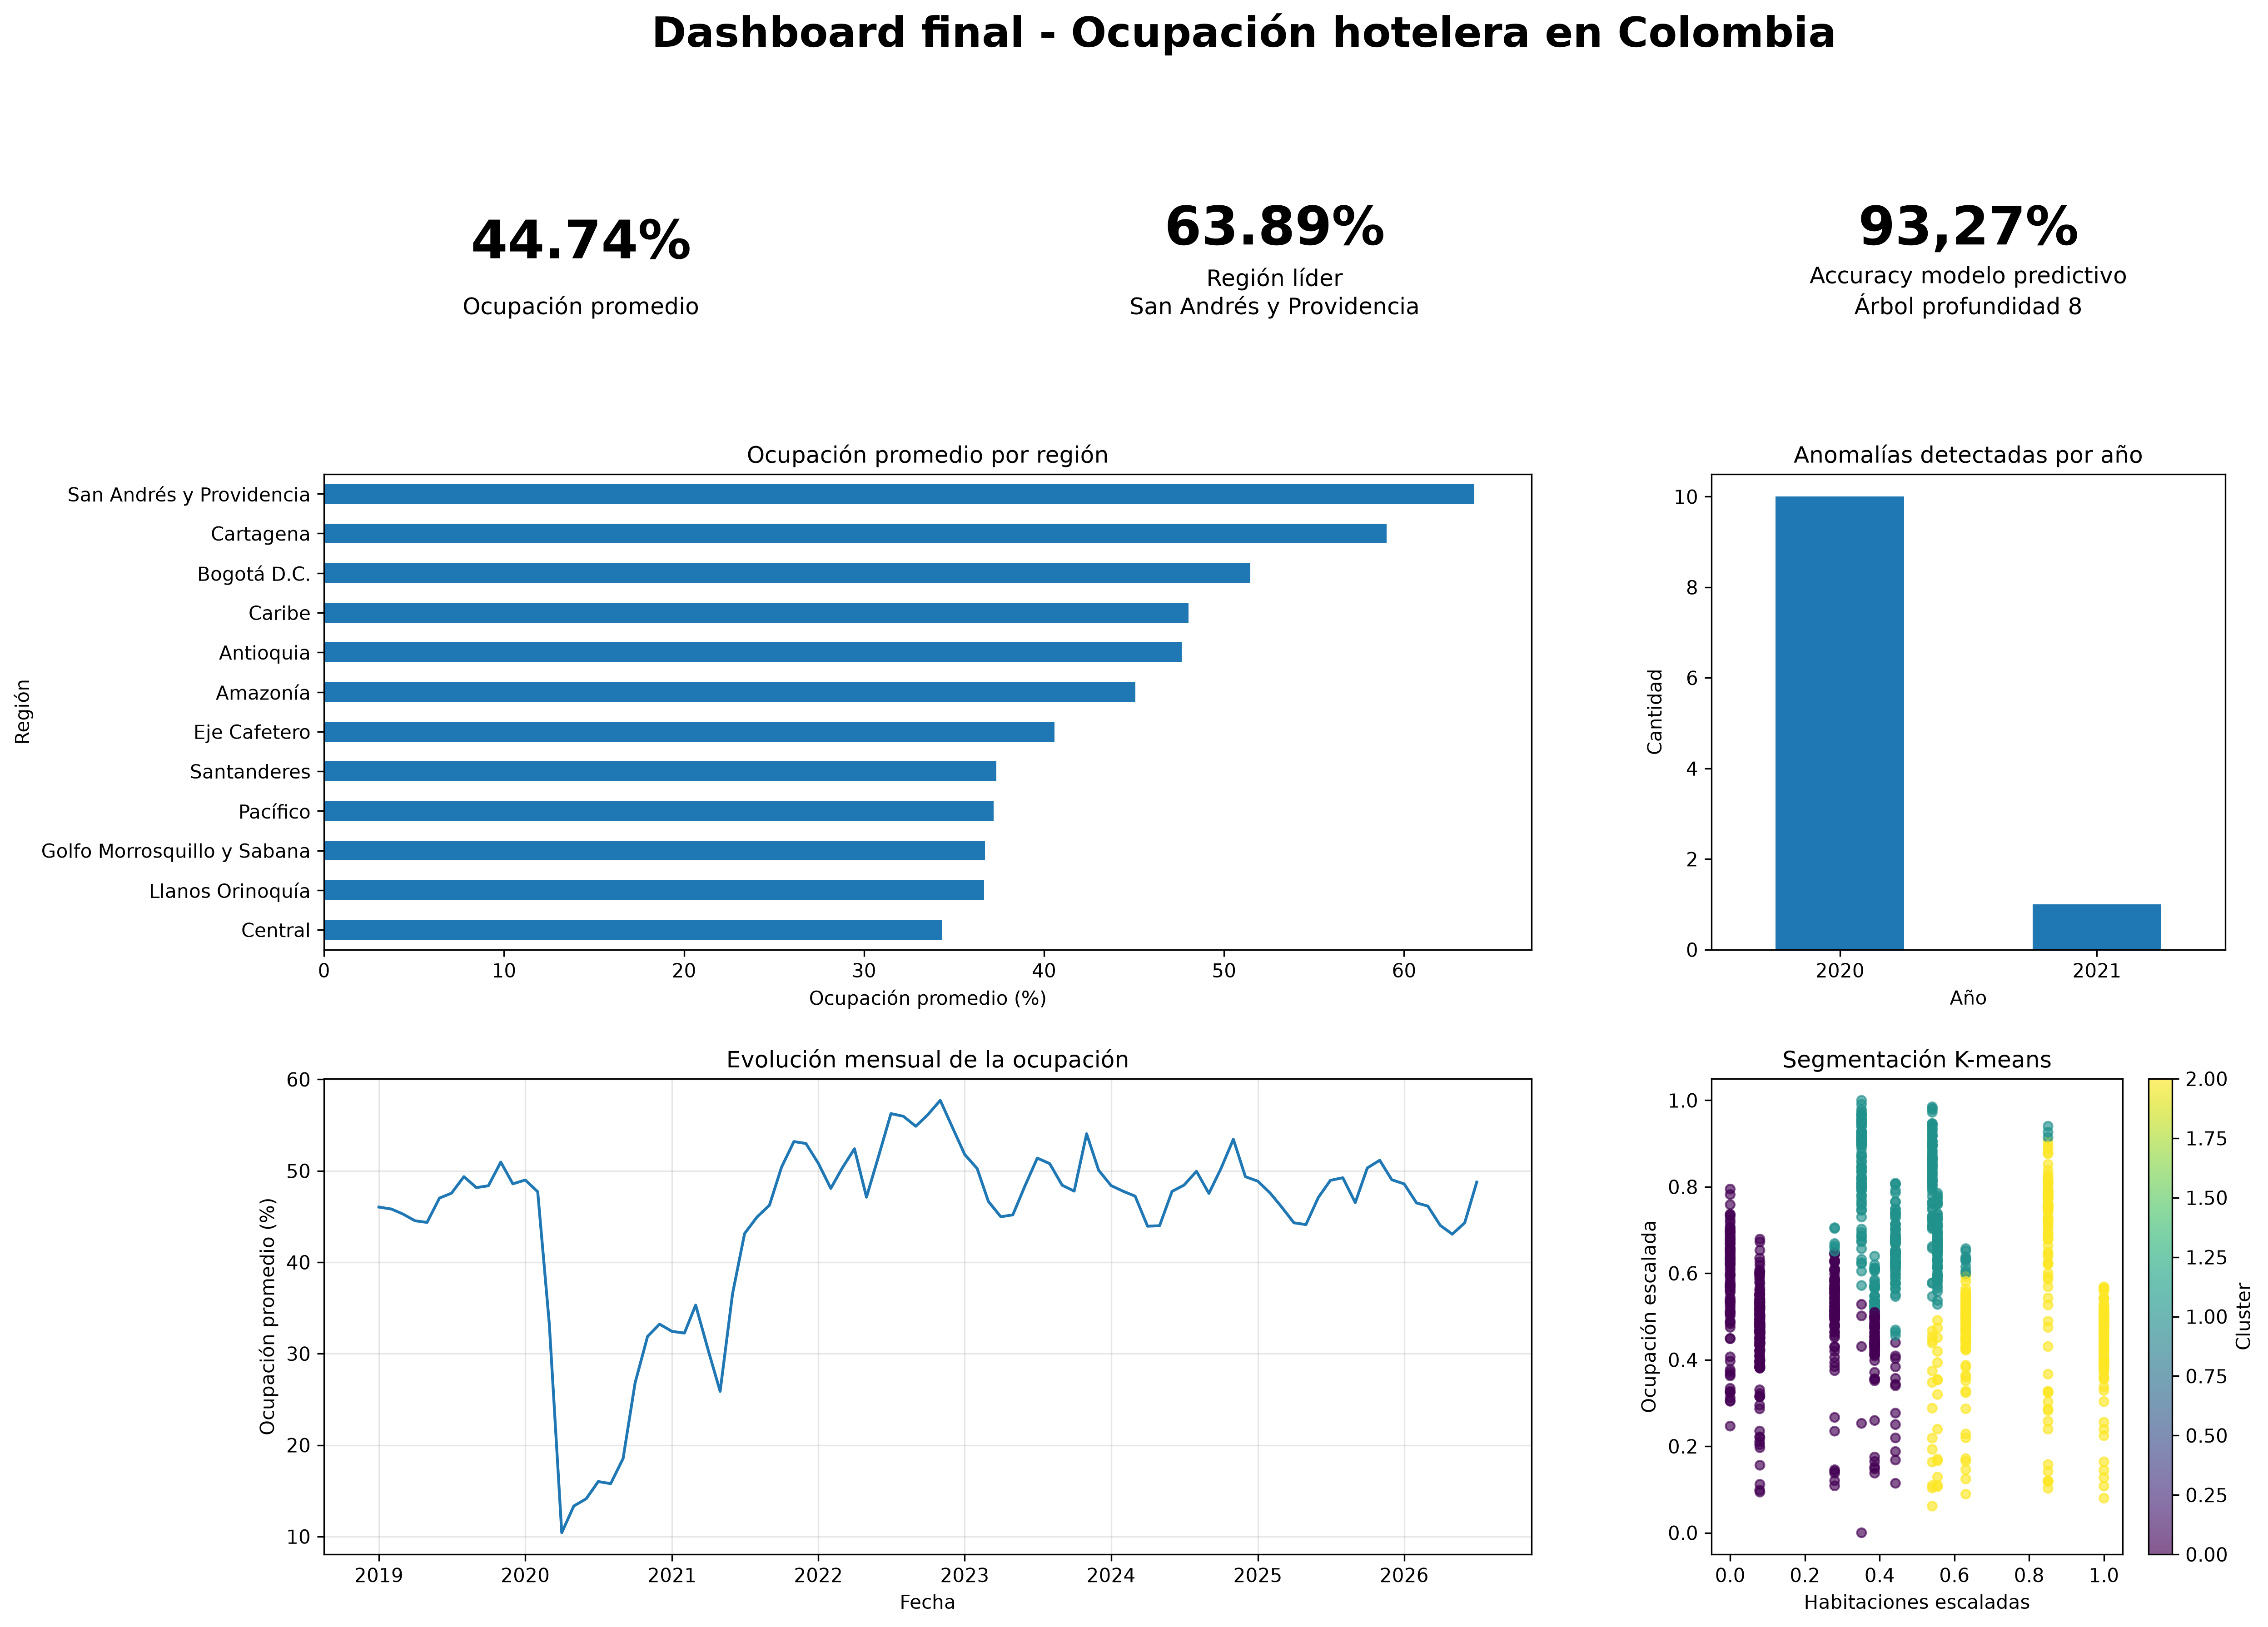 Dashboard final - Ocupación hotelera en Colombia
44.74%
Ocupación promedio
63.89%
Región líder
San Andrés y Providencia
93,27%
Accuracy modelo predictivo
Árbol profundidad 8
Ocupación promedio por región
Región
San Andrés y Providencia
Cartagena
Bogotá D.C.
Caribe
Antioquia
Amazonía
Eje Cafetero
Santanderes
Pacífico
Golfo Morrosquillo y Sabana
Llanos Orinoquía
Central
0 10 20 30 40 50 60
Ocupación promedio (%)
Anomalías detectadas por año
Cantidad
10
8
6
4
2
0
2020 2021
Año
Evolución mensual de la ocupación
Ocupación promedio (%)
60
50
40
30
20
10
2019 2020 2021 2022 2023 2024 2025 2026
Fecha
Segmentación K-means
Ocupación escalada
1.0
0.8
0.6
0.4
0.2
0.0
0.0 0.2 0.4 0.6 0.8 1.0
Habitaciones escaladas
2.00
1.75
1.50
1.25
1.00
0.75
0.50
0.25
0.00
Cluster